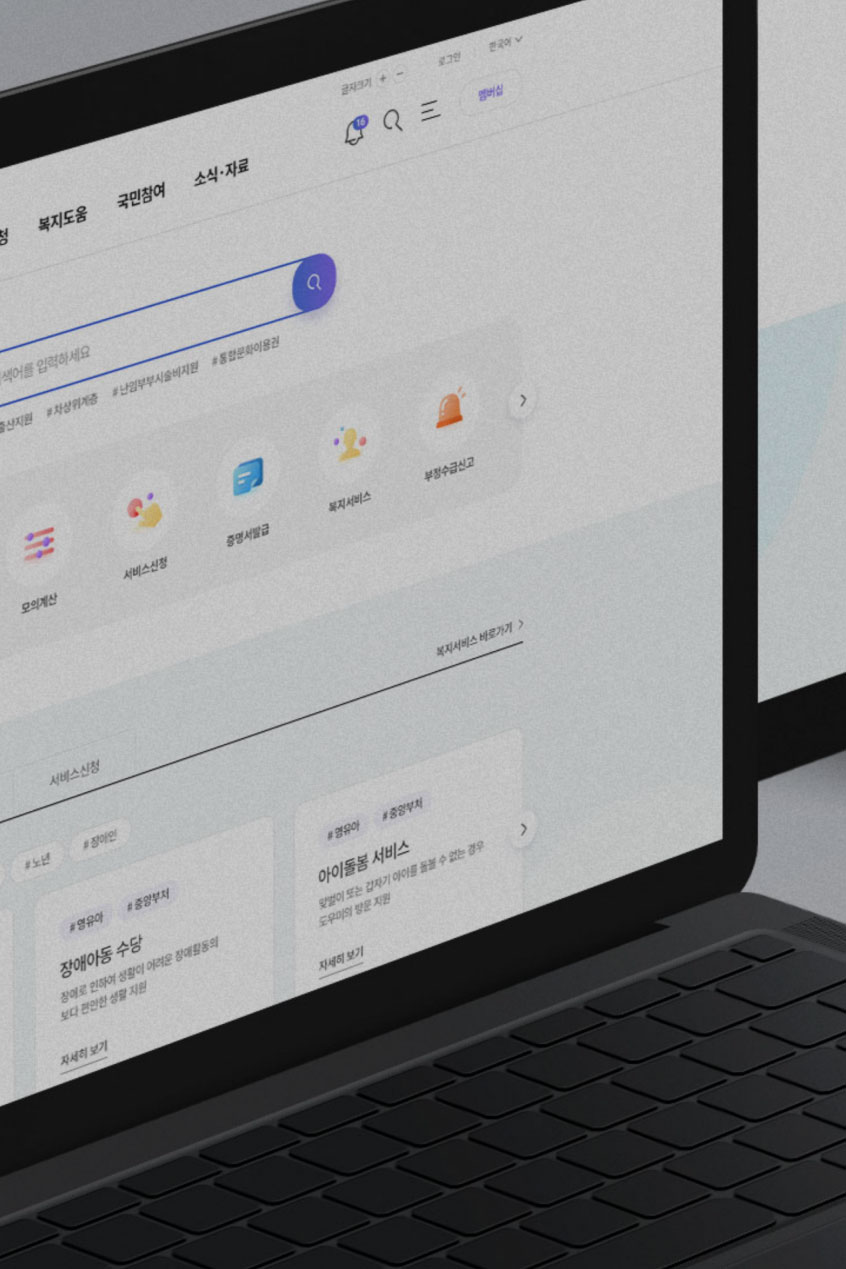 글자크기 + −
로그인
한국어
16
멤버십
청
복지도움
국민참여
소식·자료
색어를 입력하세요
출산지원
#차상위계층
#난임부부시술비지원
#통합문화이용권
모의계산
서비스신청
증명서발급
복지서비스
부정수급신고
복지서비스 바로가기
서비스신청
#노년
#장애인
#영유아
#중앙부처
장애아동 수당
장애로 인하여 생활이 어려운 장애활동의
보다 편안한 생활 지원
자세히 보기
#영유아
#중앙부처
아이돌봄 서비스
맞벌이 또는 갑자기 아이를 돌볼 수 없는 경우
도우미의 방문 지원
자세히 보기